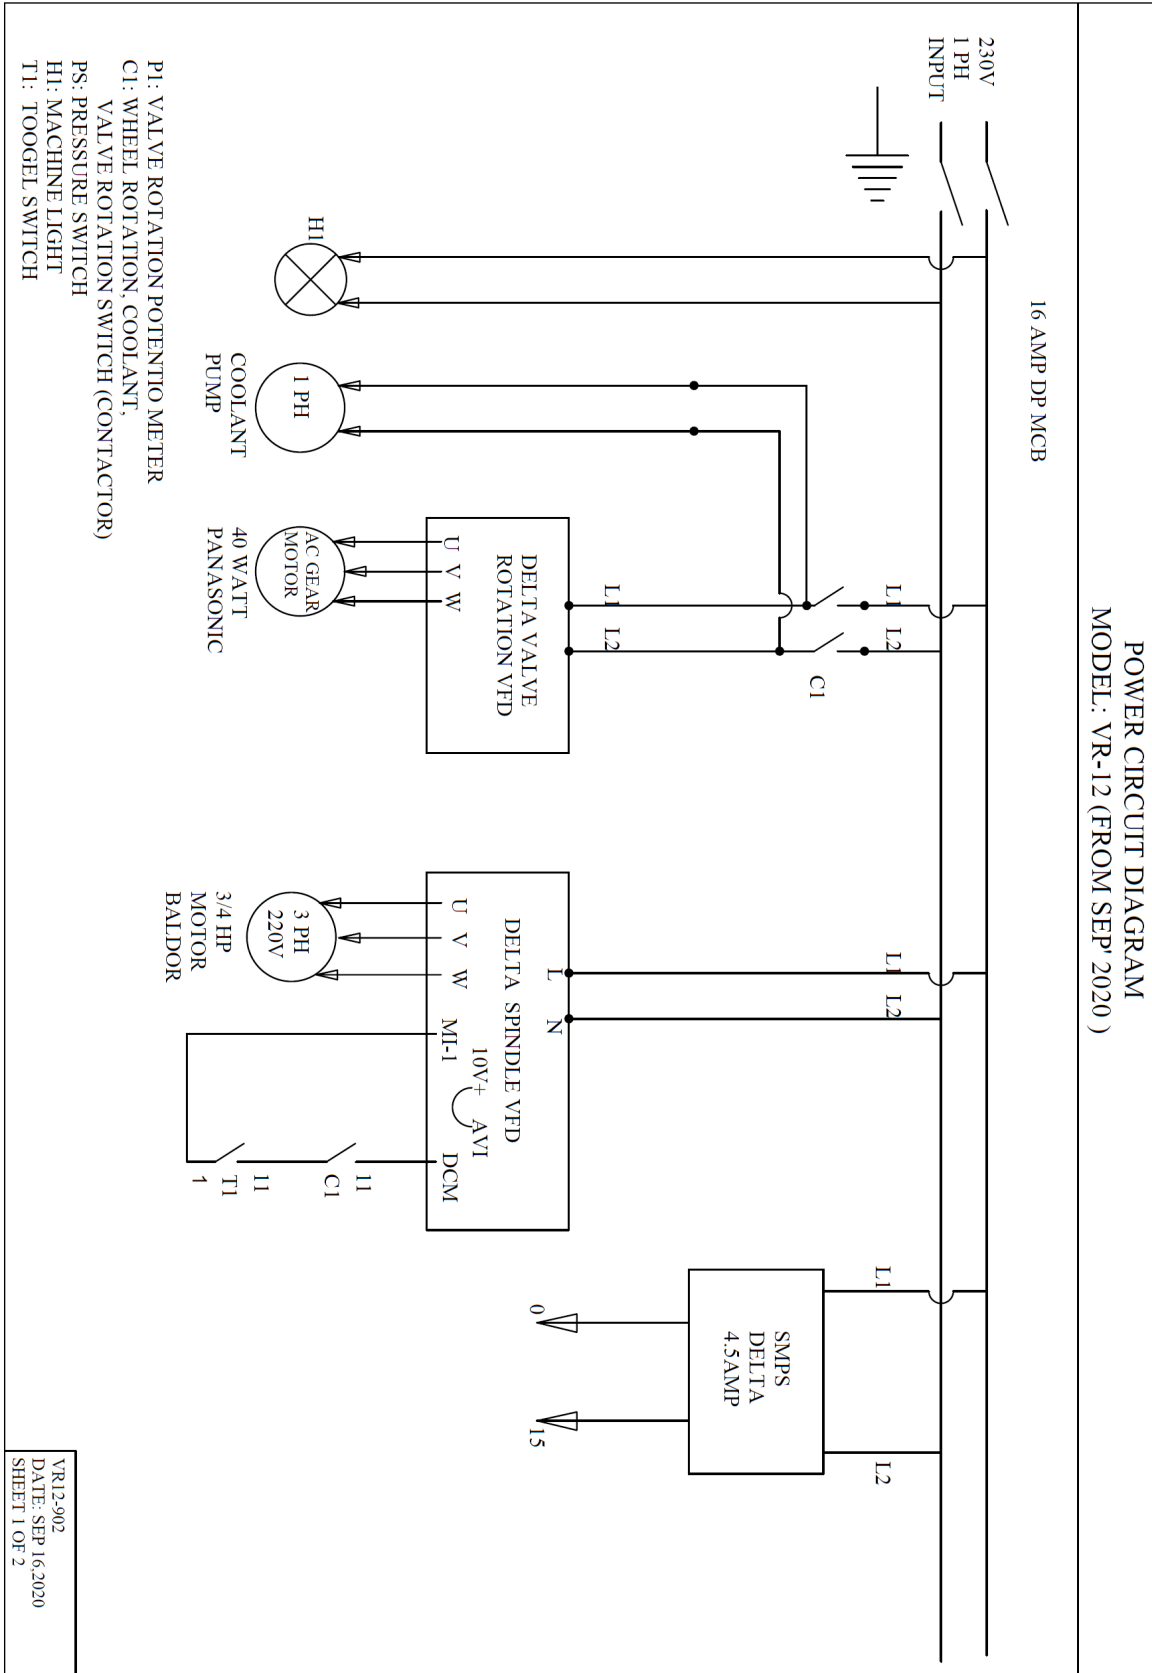 POWER CIRCUIT DIAGRAM
MODEL: VR-12 (FROM SEP' 2020 )
16 AMP DP MCB
230V
1 PH
INPUT
L1
L2
C1
L1
L2
L1
L2
L1
L2
H1
1 PH
COOLANT
PUMP
DELTA VALVE
ROTATION VFD
U
V
W
AC GEAR
MOTOR
40 WATT
PANASONIC
L
N
DELTA SPINDLE VFD
10V+
AVI
U
V
W
MI-1
DCM
3 PH
220V
3/4 HP
MOTOR
BALDOR
11
C1
11
T1
1
SMPS
DELTA
4.5AMP
0
15
P1: VALVE ROTATION POTENTIO METER
C1: WHEEL ROTATION, COOLANT,
VALVE ROTATION SWITCH (CONTACTOR)
PS: PRESSURE SWITCH
H1: MACHINE LIGHT
T1: TOOGEL SWITCH
VR12-902
DATE: SEP 16,2020
SHEET 1 OF 2